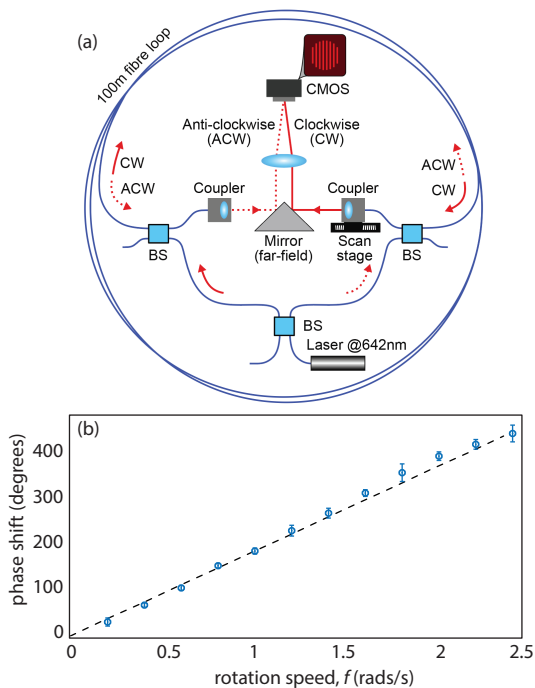 (a)
100m fibre loop
CMOS
Anti-clockwise
(ACW)
Clockwise
(CW)
CW
ACW
ACW
CW
Coupler
Coupler
BS
Mirror
(far-field)
Scan
stage
BS
BS
Laser @642nm
(b)
phase shift (degrees)
400
300
200
100
0
0
0.5
1
1.5
2
2.5
rotation speed, f (rads/s)